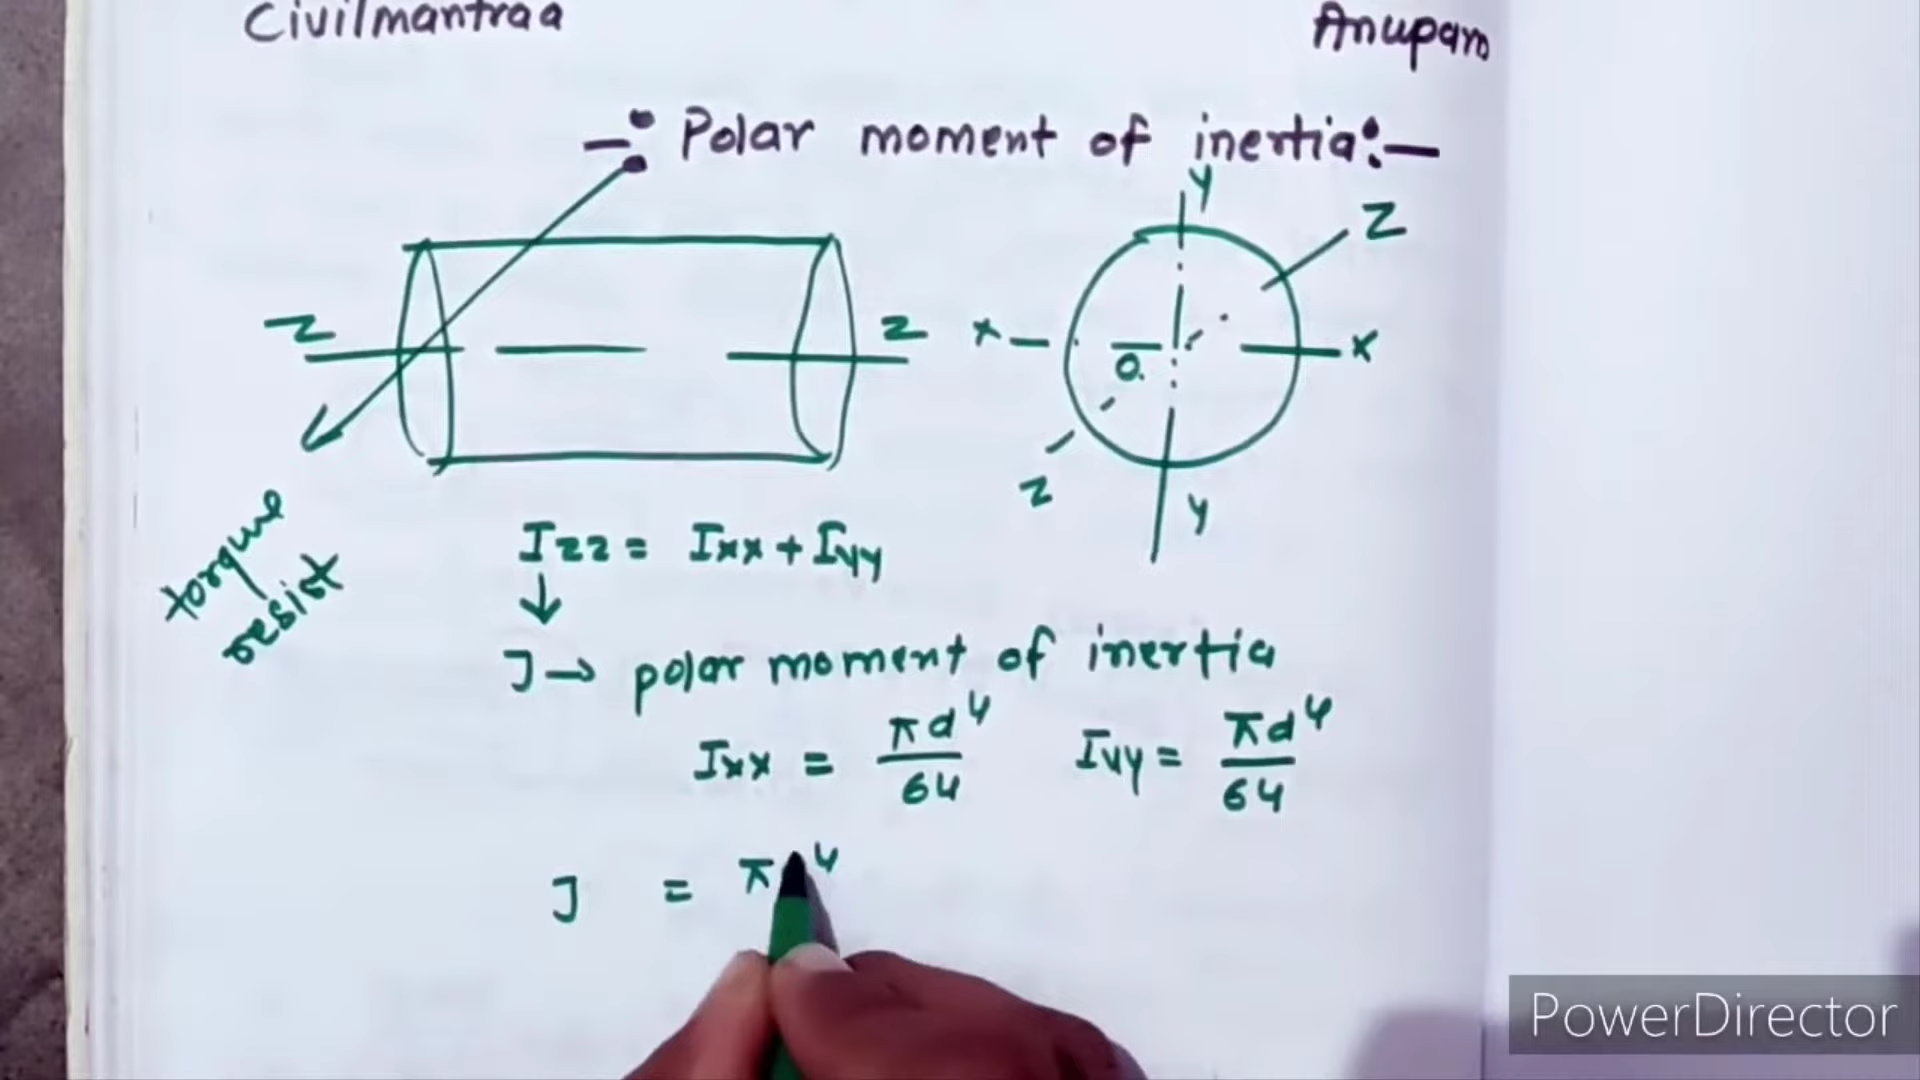 Civilmantraa
Anupam
-: Polar moment of inertia:-
y
Z
Z
Z
x
x
O.
Z
y
torque
resist
Izz = Ixx + Iyy
↓
J → polar moment of inertia
Ixx = πd⁴/64 Iyy = πd⁴/64
J = π ⁴
PowerDirector